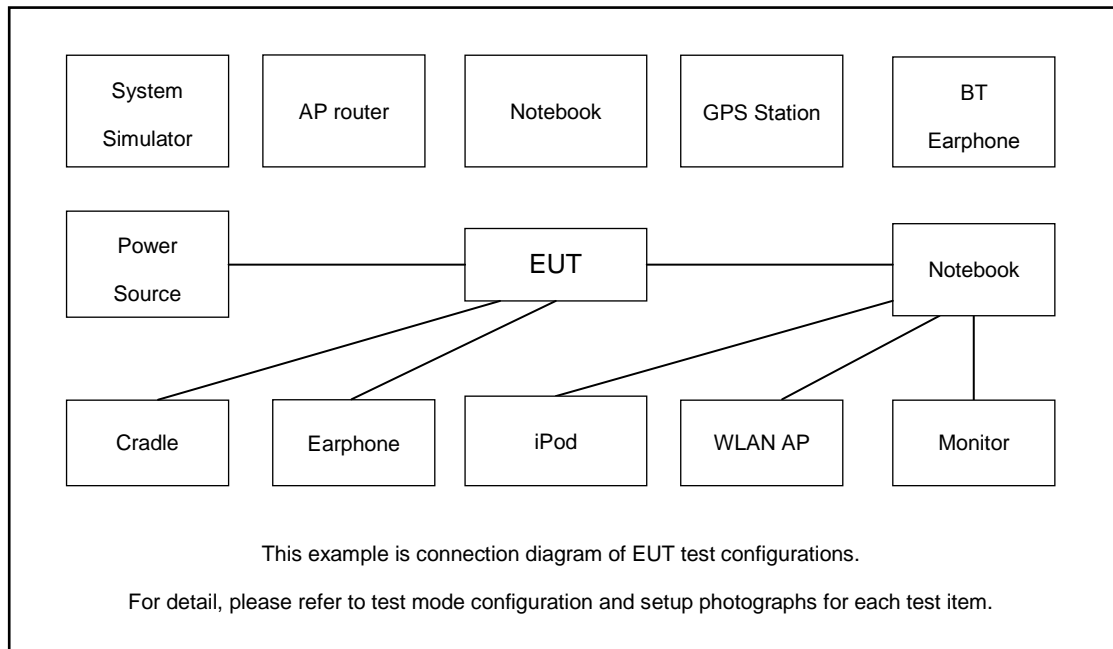 System
Simulator
AP router
Notebook
GPS Station
BT
Earphone
Power
Source
EUT
Notebook
Cradle
Earphone
iPod
WLAN AP
Monitor
This example is connection diagram of EUT test configurations.
For detail, please refer to test mode configuration and setup photographs for each test item.